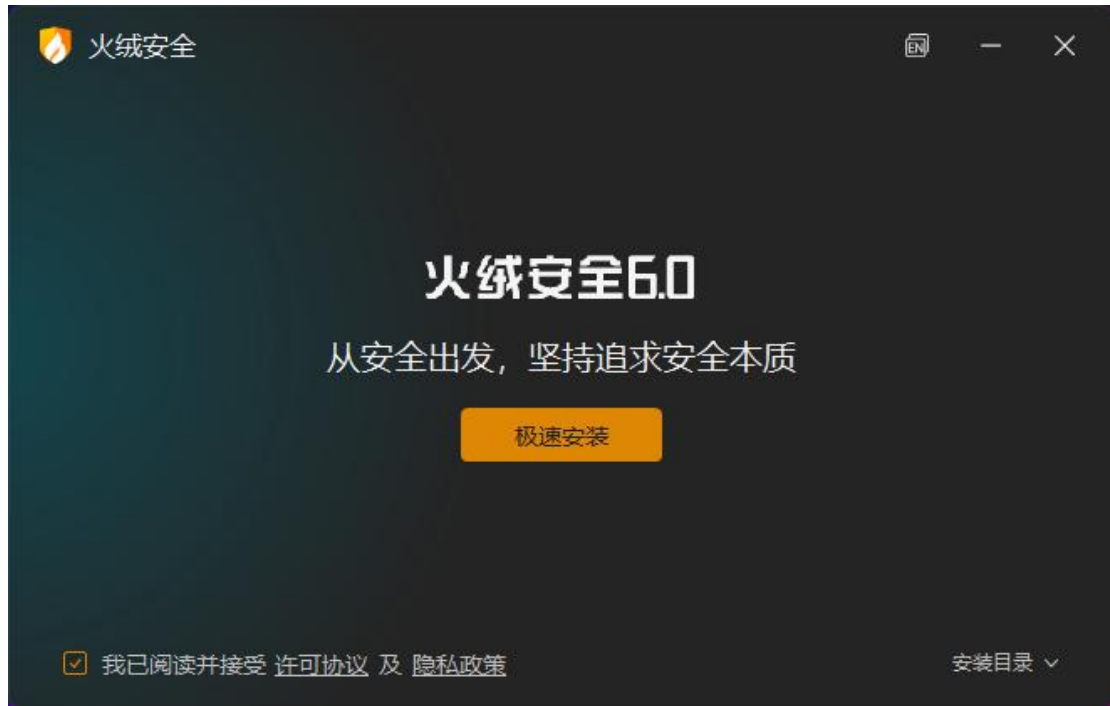 火绒安全
EN
火绒安全6.0
从安全出发，坚持追求安全本质
极速安装
我已阅读并接受 许可协议 及 隐私政策
安装目录